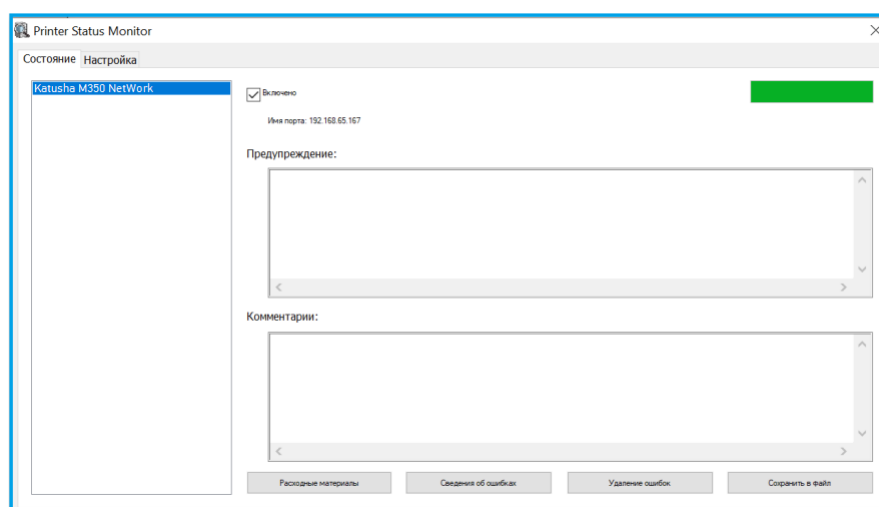 Printer Status Monitor
Состояние Настройка
Katusha M350 NetWork
Включено
Имя порта: 192.168.65.167
Предупреждение:
Комментарии:
Расходные материалы Сведения об ошибках Удаление ошибок Сохранить в файл